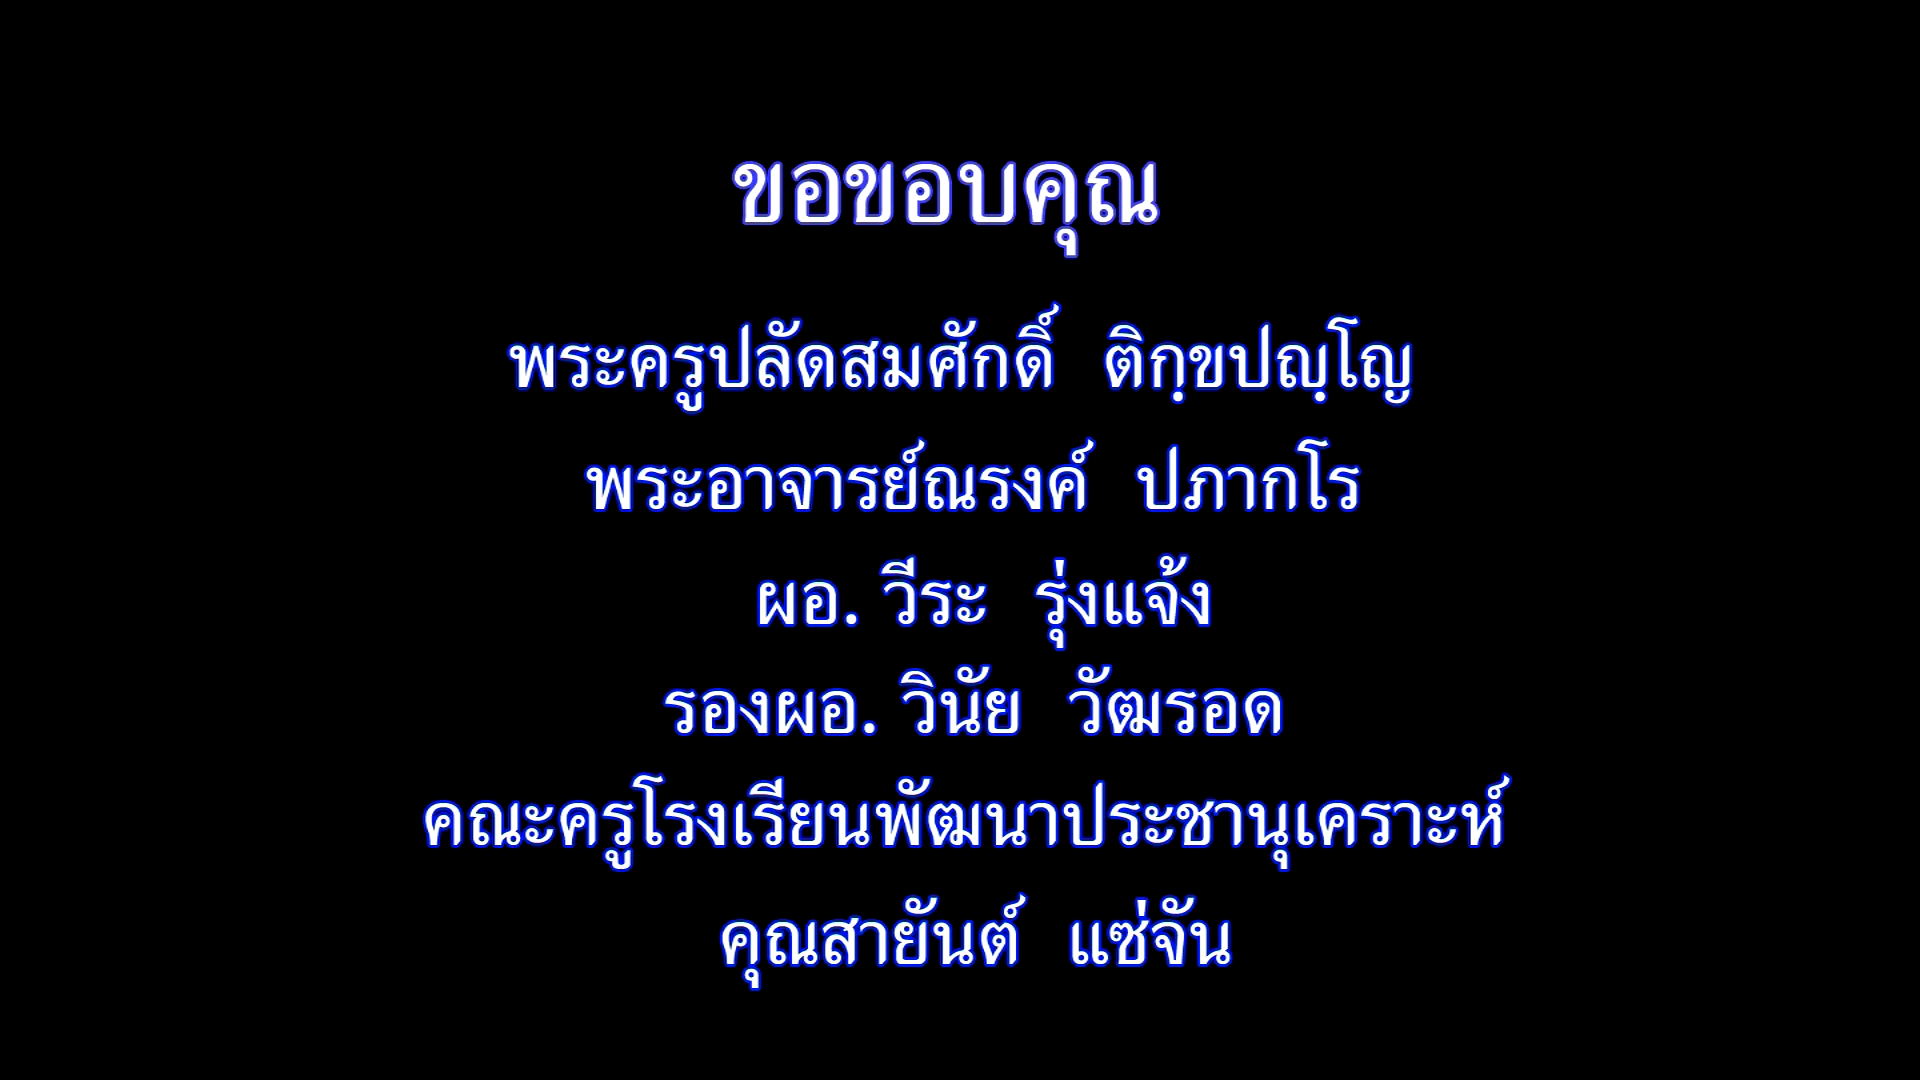 ขอขอบคุณ
พระครูปลัดสมศักดิ์ ติกฺขปญฺโญ
พระอาจารย์ณรงค์ ปภากโร
ผอ. วีระ รุ่งแจ้ง
รองผอ. วินัย วัฒรอด
คณะครูโรงเรียนพัฒนาประชานุเคราะห์
คุณสายันต์ แซ่จัน